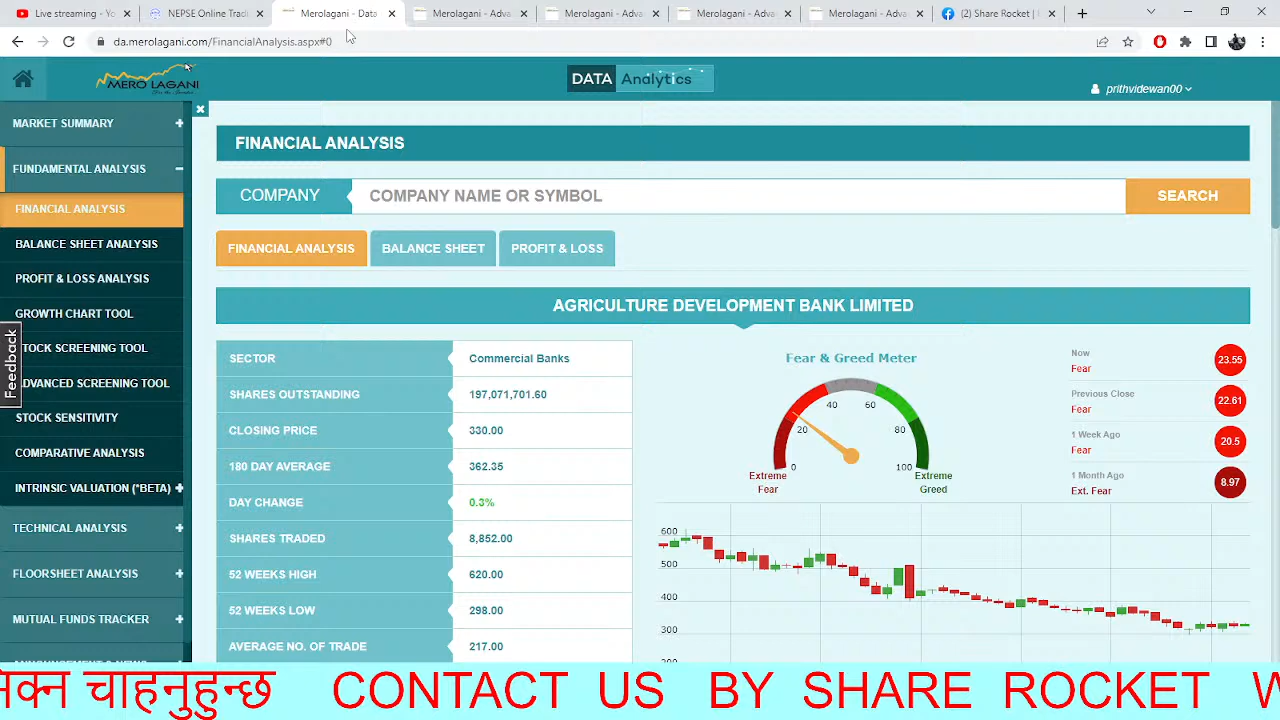 Live streaming - Yo
NEPSE Online Tradi
Merolagani - Data
Merolagani - Advan
Merolagani - Advan
Merolagani - Advan
Merolagani - Advan
(2) Share Rocket | K
da.merolagani.com/FinancialAnalysis.aspx#0
MERO LAGANI
DATA Analytics
prithvidewan00
MARKET SUMMARY
FUNDAMENTAL ANALYSIS
FINANCIAL ANALYSIS
BALANCE SHEET ANALYSIS
PROFIT & LOSS ANALYSIS
GROWTH CHART TOOL
TOCK SCREENING TOOL
DVANCED SCREENING TOOL
STOCK SENSITIVITY
COMPARATIVE ANALYSIS
INTRINSIC VALUATION (*BETA)
TECHNICAL ANALYSIS
FLOORSHEET ANALYSIS
MUTUAL FUNDS TRACKER
Feedback
FINANCIAL ANALYSIS
COMPANY COMPANY NAME OR SYMBOL SEARCH
FINANCIAL ANALYSIS BALANCE SHEET PROFIT & LOSS
AGRICULTURE DEVELOPMENT BANK LIMITED
SECTOR Commercial Banks
SHARES OUTSTANDING 197,071,701.60
CLOSING PRICE 330.00
180 DAY AVERAGE 362.35
DAY CHANGE 0.3%
SHARES TRADED 8,852.00
52 WEEKS HIGH 620.00
52 WEEKS LOW 298.00
AVERAGE NO. OF TRADE 217.00
Fear & Greed Meter
0 20 40 60 80 100
Extreme Fear
Extreme Greed
Now
Fear 23.55
Previous Close
Fear 22.61
1 Week Ago
Fear 20.5
1 Month Ago
Ext. Fear 8.97
600
500
400
300
सिक्न चाहनुहुन्छ CONTACT US BY SHARE ROCKET W